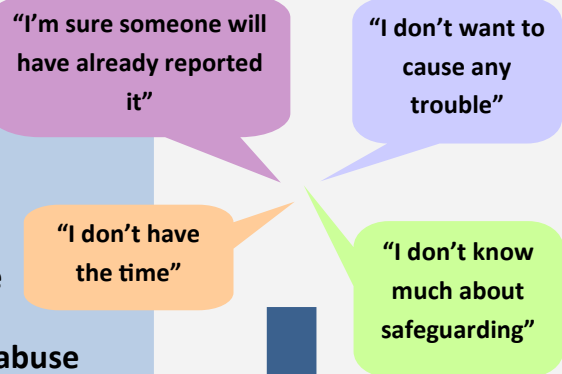 “I’m sure someone will
have already reported
it”
“I don’t want to
cause any
trouble”
“I don’t have
the time”
“I don’t know
much about
safeguarding”
e
abuse